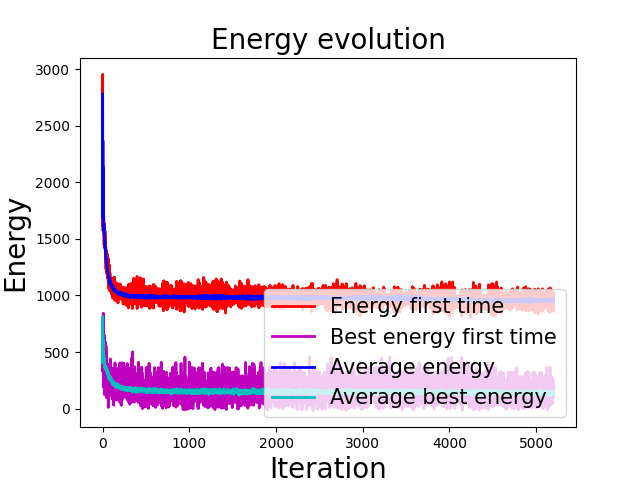 Energy evolution
3000
2500
2000
1500
1000
500
0
Energy
Energy first time
Best energy first time
Average energy
Average best energy
0 1000 2000 3000 4000 5000
Iteration